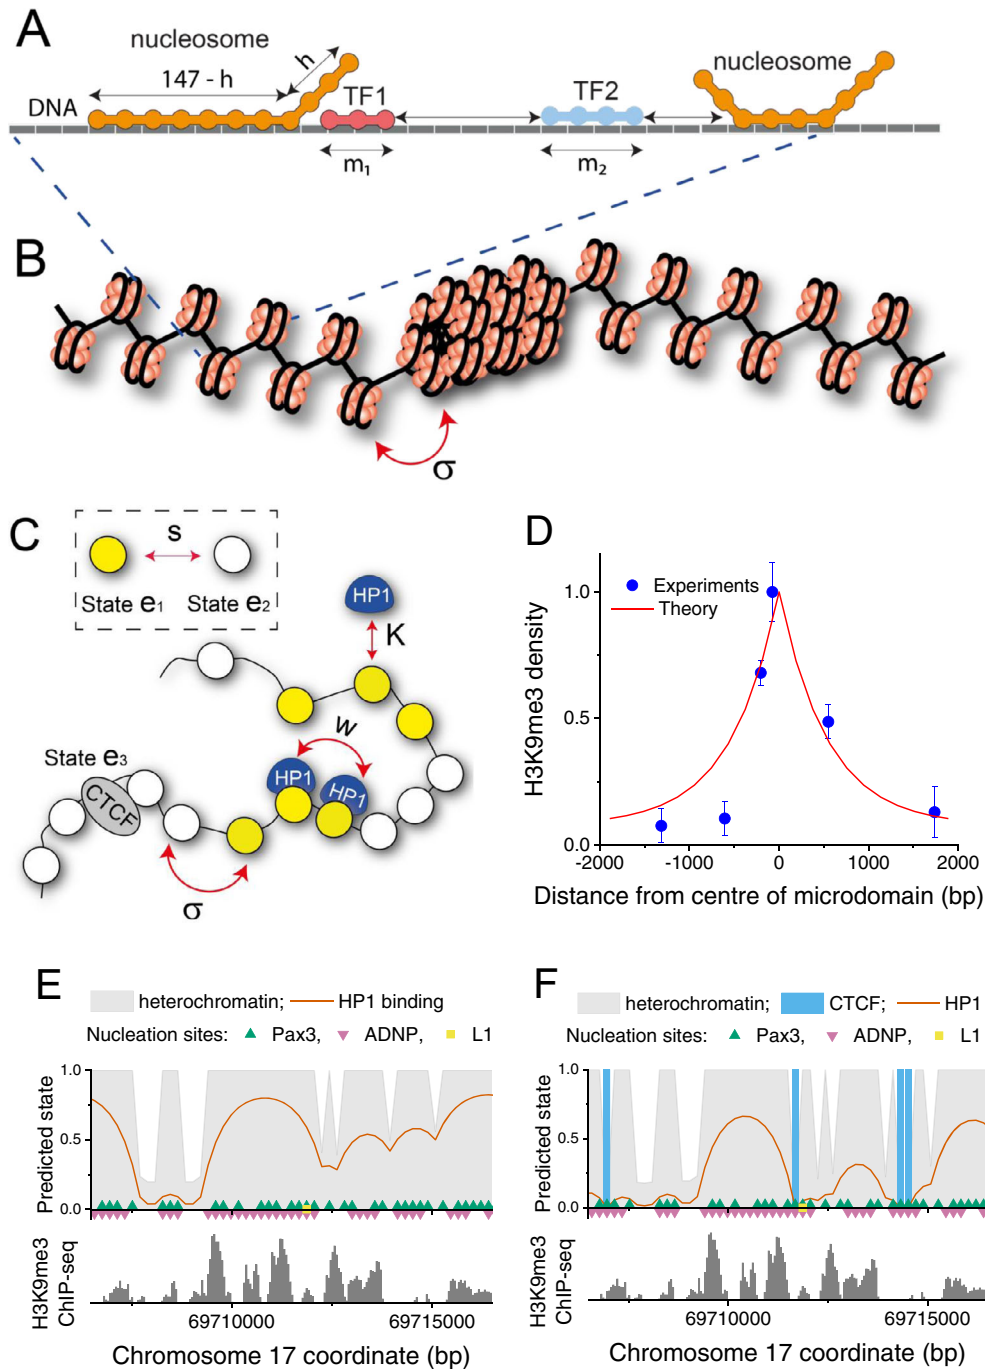 A
nucleosome
h
147 - h
TF1
DNA
m₁
TF2
m₂
nucleosome
B
σ
C
s
State e₁
State e₂
HP1
K
w
HP1
HP1
State e₃
CTCF
σ
D
Experiments
Theory
H3K9me3 density
1.0
0.5
0.0
-2000
-1000
0
1000
2000
Distance from centre of microdomain (bp)
E
heterochromatin; HP1 binding
Nucleation sites: Pax3, ADNP, L1
Predicted state
1.0
0.5
0.0
H3K9me3
ChIP-seq
69710000
69715000
Chromosome 17 coordinate (bp)
F
heterochromatin; CTCF; HP1
Nucleation sites: Pax3, ADNP, L1
Predicted state
1.0
0.5
0.0
H3K9me3
ChIP-seq
69710000
69715000
Chromosome 17 coordinate (bp)